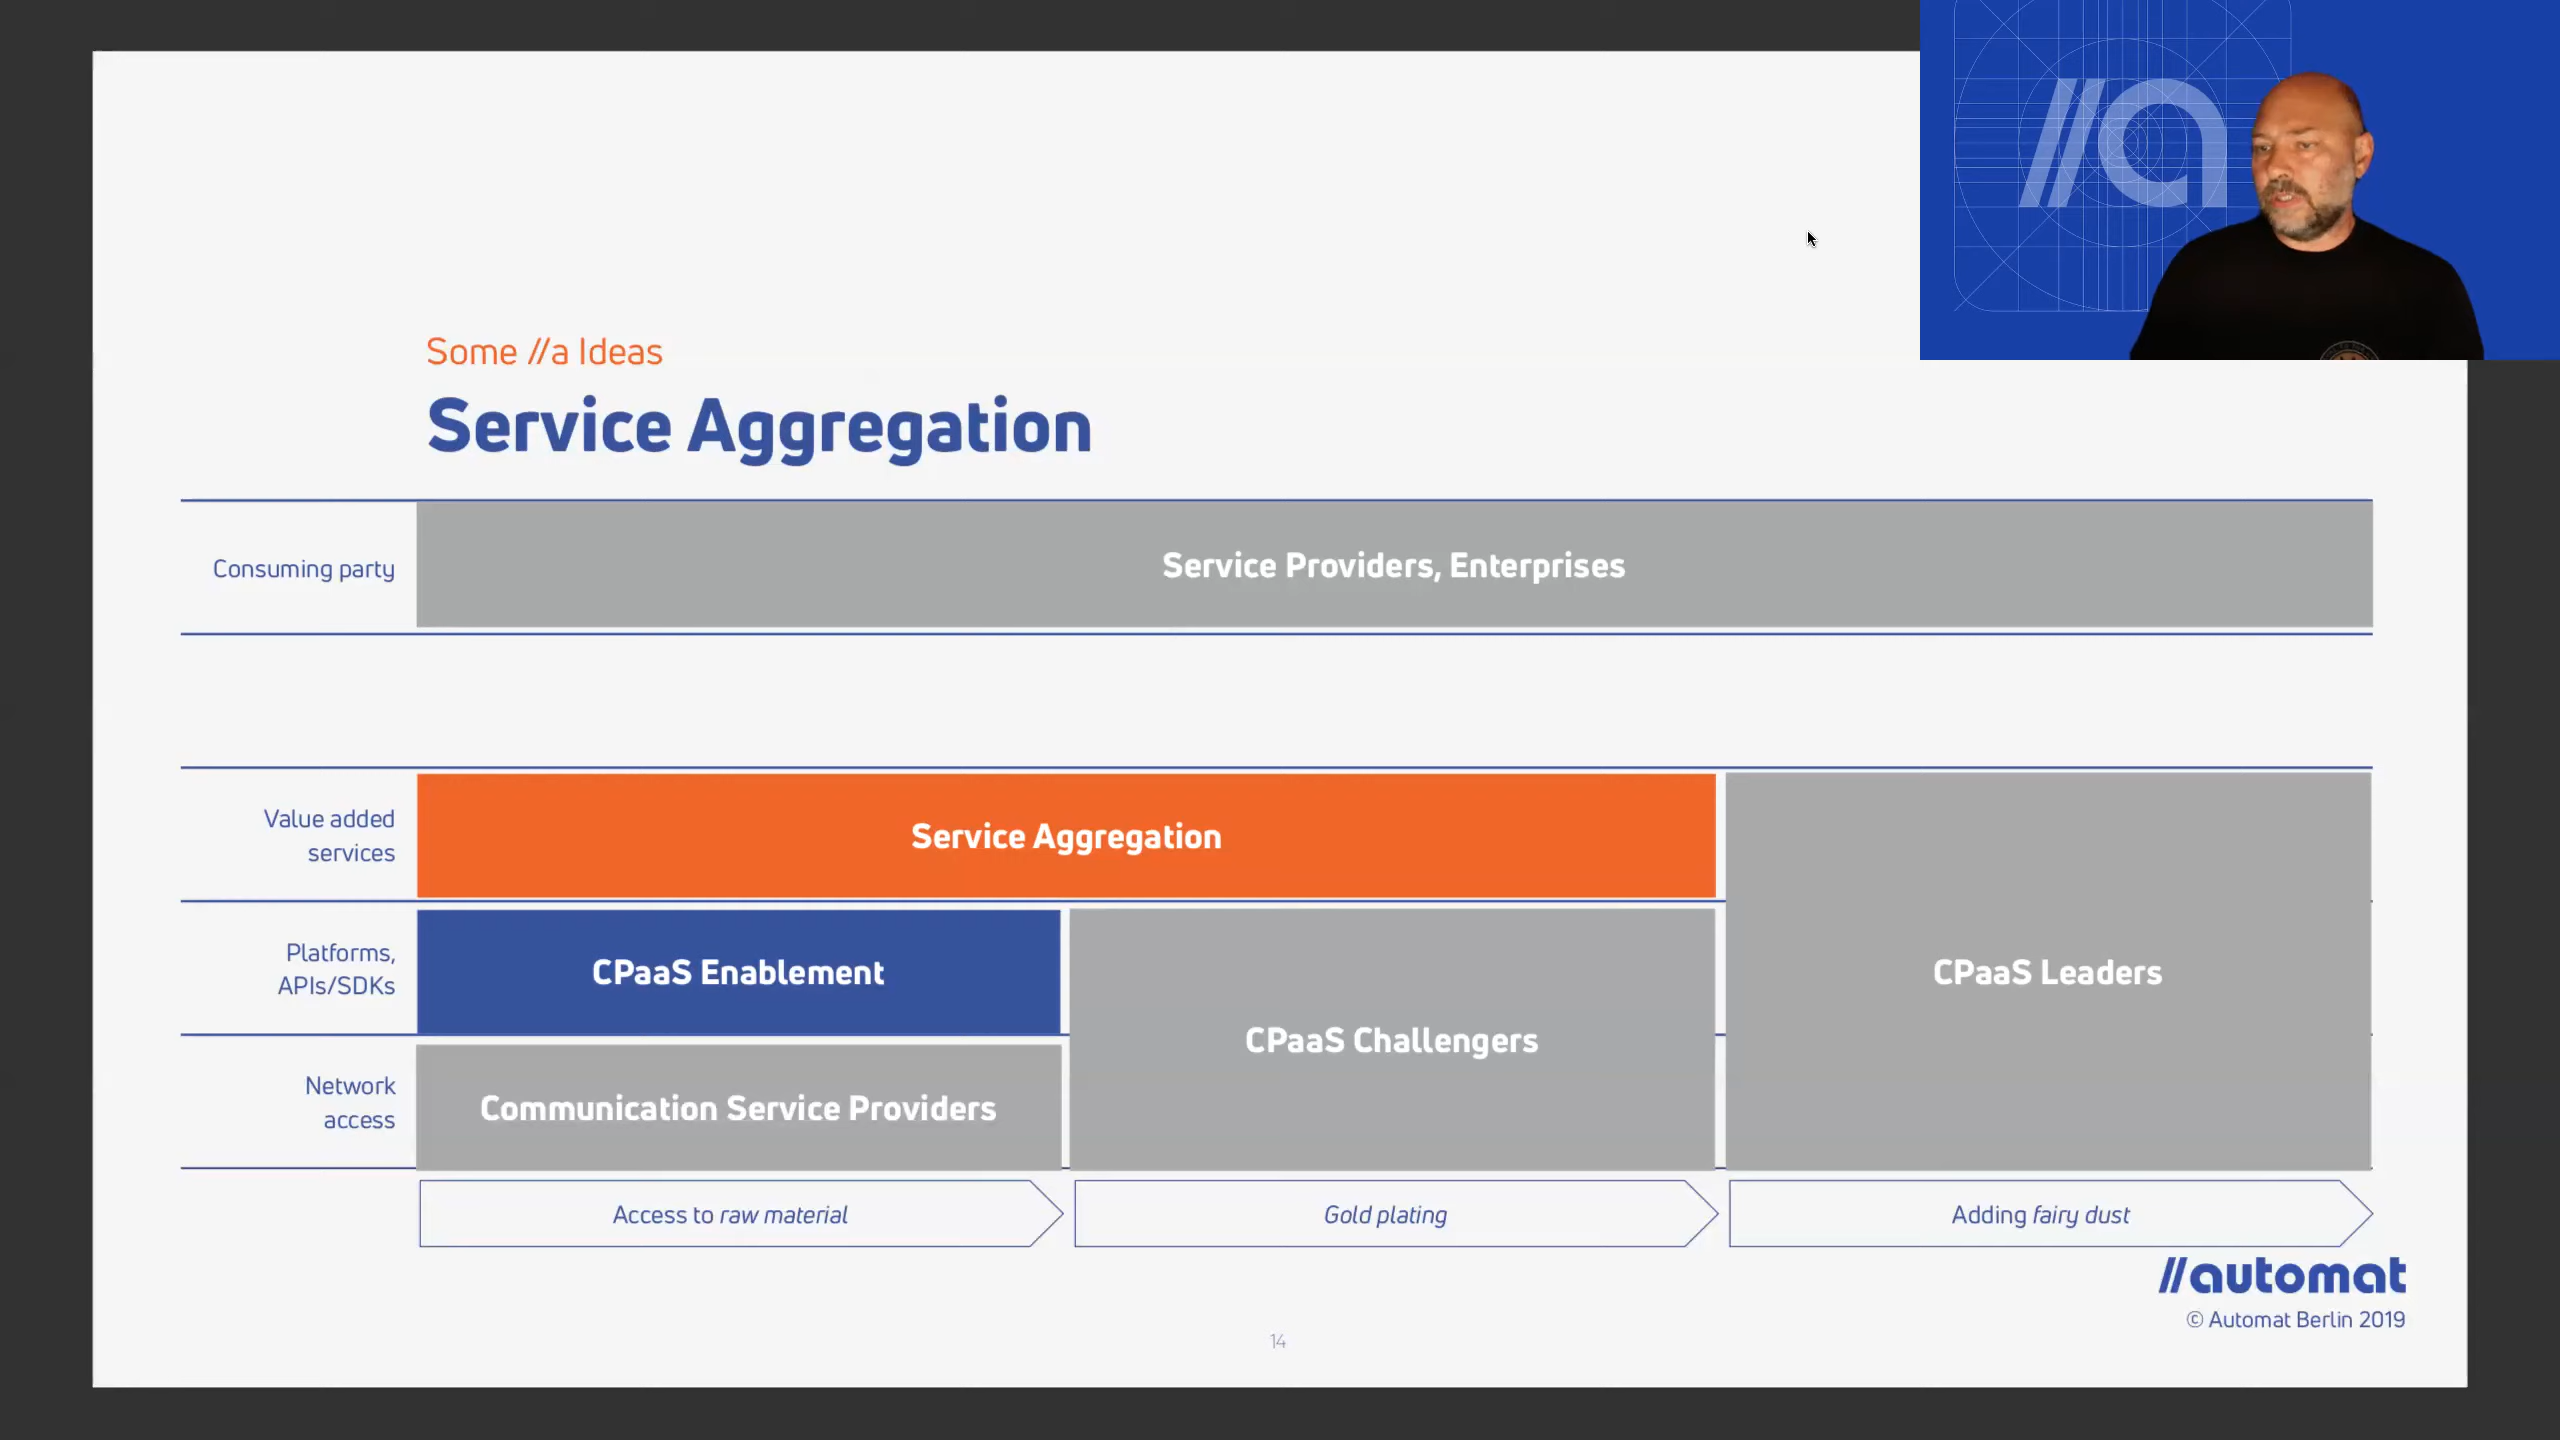 //a
Some //a Ideas
Service Aggregation
Consuming party
Service Providers, Enterprises
Value added
services
Service Aggregation
Platforms,
APIs/SDKs
CPaaS Enablement
CPaaS Challengers
CPaaS Leaders
Network
access
Communication Service Providers
Access to raw material
Gold plating
Adding fairy dust
//automat
© Automat Berlin 2019
14